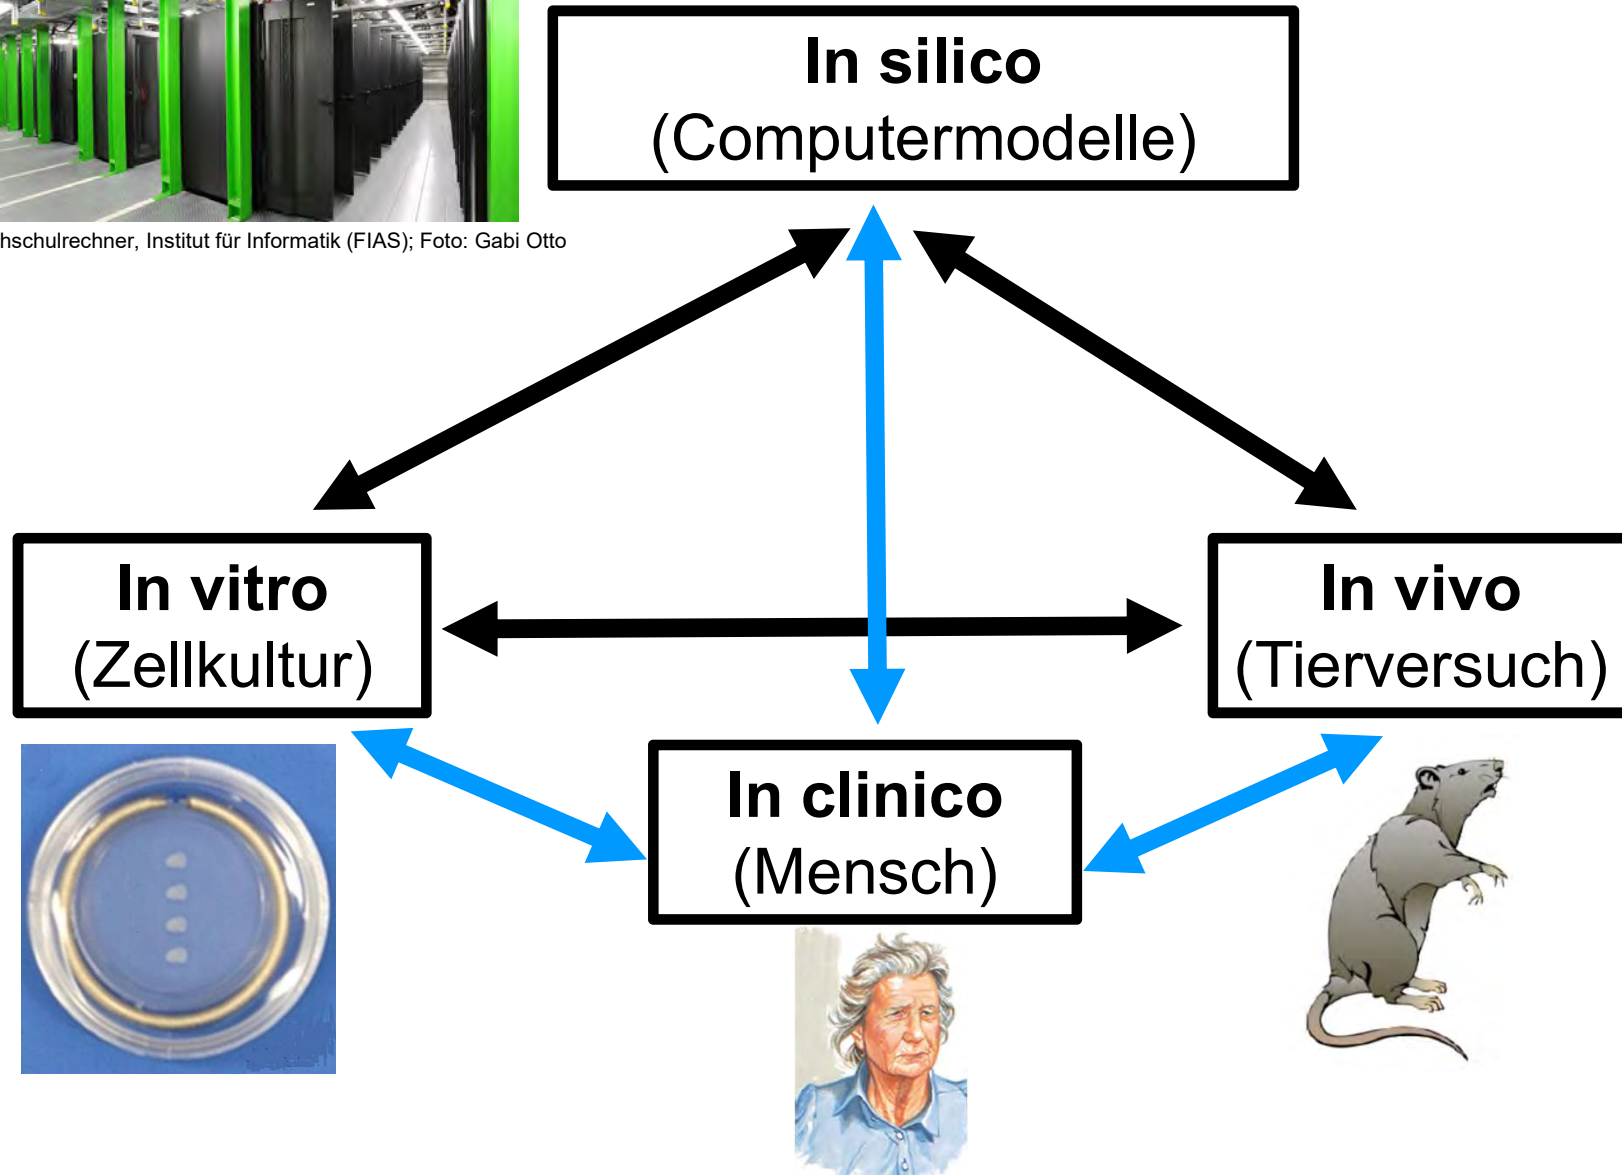 In silico
(Computermodelle)
hschulrechner, Institut für Informatik (FIAS); Foto: Gabi Otto
In vitro
(Zellkultur)
In vivo
(Tierversuch)
In clinico
(Mensch)